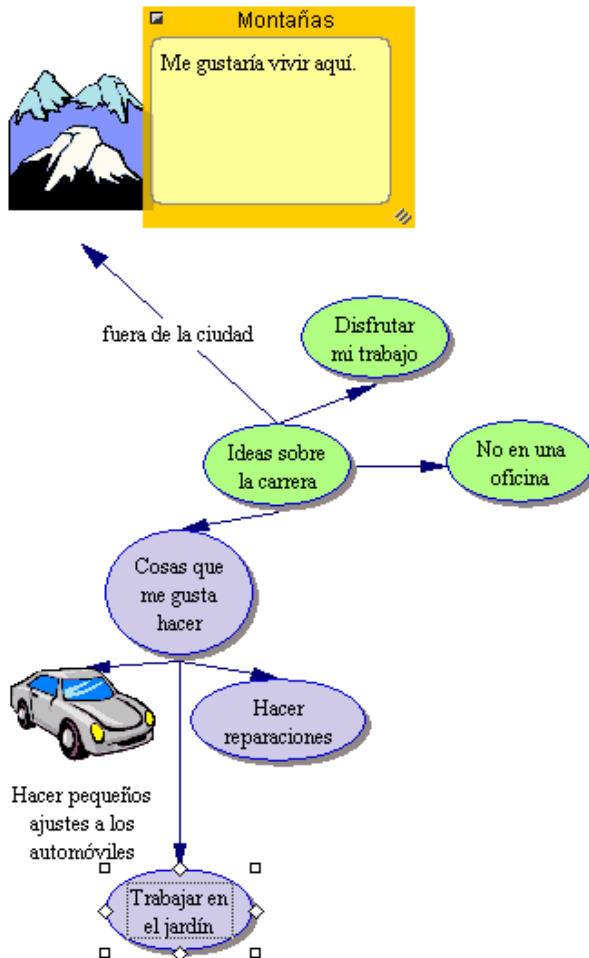 Montañas
Me gustaría vivir aquí.
fuera de la ciudad
Disfrutar
mi trabajo
Ideas sobre
la carrera
No en una
oficina
Cosas que
me gusta
hacer
Hacer
reparaciones
Hacer pequeños
ajustes a los
automóviles
Trabajar en
el jardín